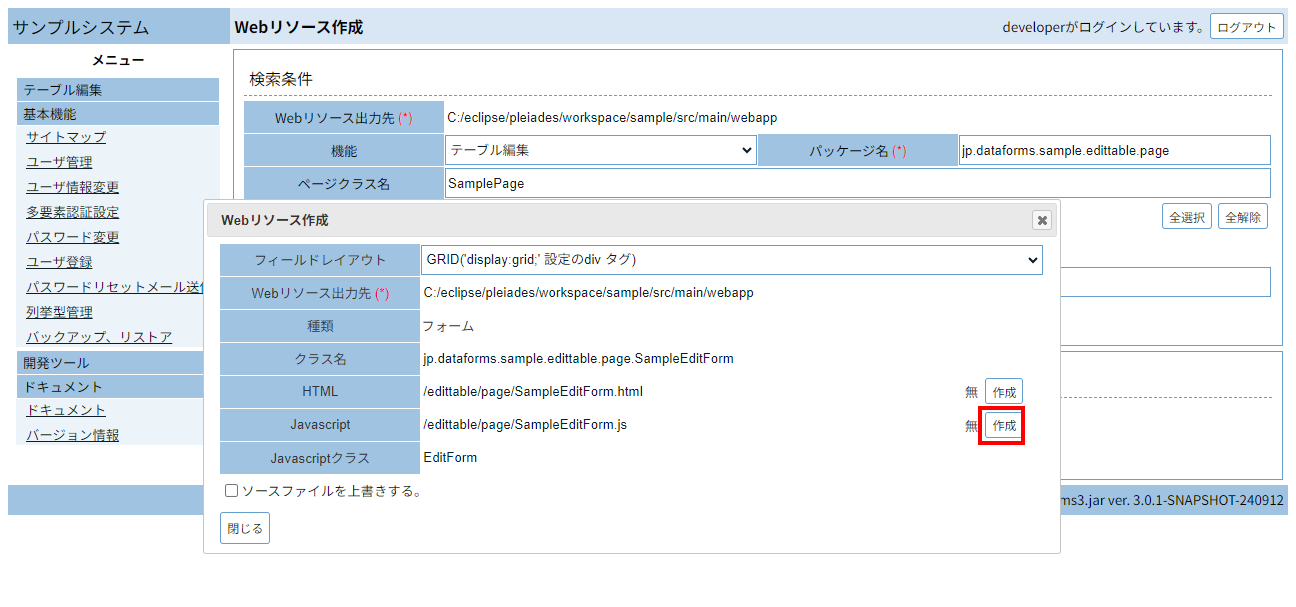 サンプルシステム
Webリソース作成
developerがログインしています。 ログアウト
メニュー
テーブル編集
基本機能
サイトマップ
ユーザ管理
ユーザ情報変更
多要素認証設定
パスワード変更
ユーザ登録
パスワードリセットメール送信
列挙型管理
バックアップ、リストア
開発ツール
ドキュメント
ドキュメント
バージョン情報
検索条件
Webリソース出力先 (*) C:/eclipse/pleiades/workspace/sample/src/main/webapp
機能 テーブル編集 パッケージ名 (*) jp.dataforms.sample.edittable.page
ページクラス名 SamplePage
全選択 全解除
Webリソース作成
フィールドレイアウト GRID('display:grid;' 設定のdiv タグ)
Webリソース出力先 (*) C:/eclipse/pleiades/workspace/sample/src/main/webapp
種類 フォーム
クラス名 jp.dataforms.sample.edittable.page.SampleEditForm
HTML /edittable/page/SampleEditForm.html 無 作成
Javascript /edittable/page/SampleEditForm.js 無 作成
Javascriptクラス EditForm
ソースファイルを上書きする。
閉じる
ms3.jar ver. 3.0.1-SNAPSHOT-240912